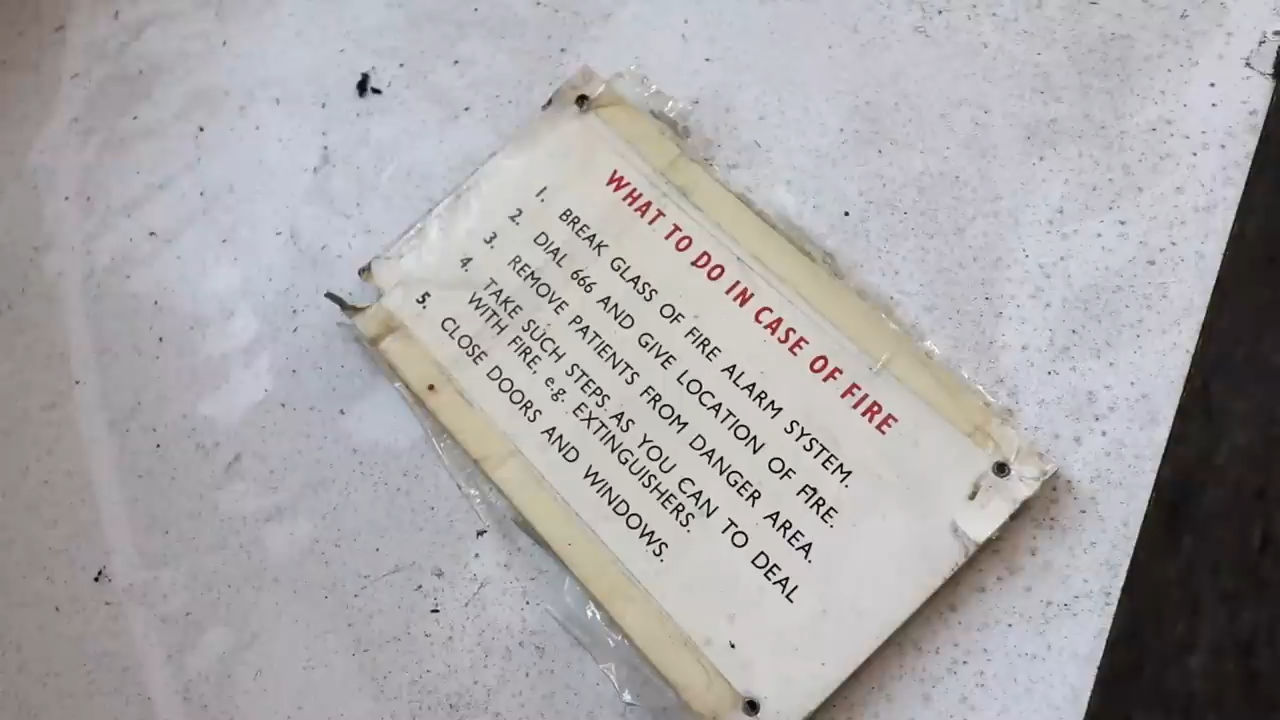 WHAT TO DO IN CASE OF FIRE
1. BREAK GLASS OF FIRE ALARM SYSTEM.
2. DIAL 666 AND GIVE LOCATION OF FIRE.
3. REMOVE PATIENTS FROM DANGER AREA.
4. TAKE SUCH STEPS AS YOU CAN TO DEAL
WITH FIRE, e.g. EXTINGUISHERS.
5. CLOSE DOORS AND WINDOWS.